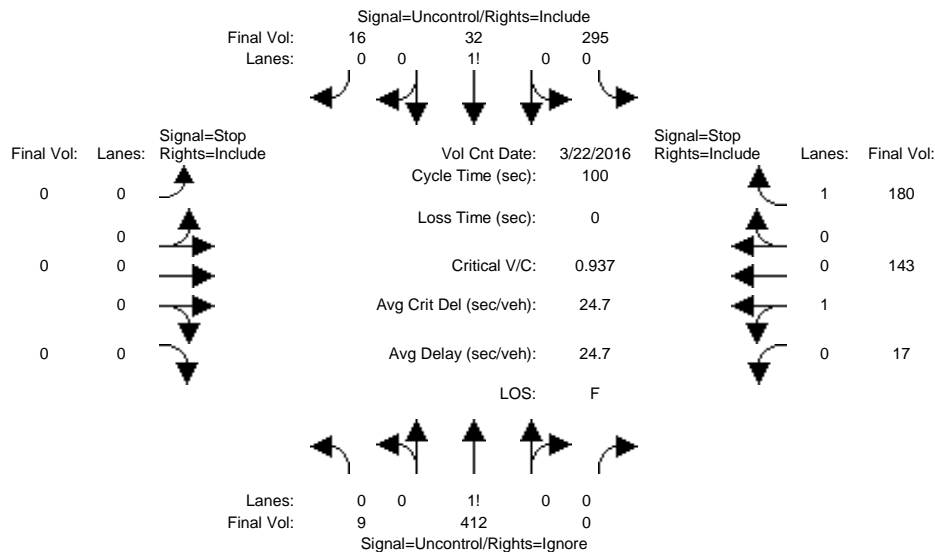 Signal=Uncontrol/Rights=Include
Final Vol: 16 32 295
Lanes: 0 0 1! 0 0
Signal=Stop Signal=Stop
Final Vol: Lanes: Rights=Include Vol Cnt Date: 3/22/2016 Rights=Include Lanes: Final Vol:
Cycle Time (sec): 100
0 0 1 180
Loss Time (sec): 0
0 0
0 0 Critical V/C: 0.937 0 143
0 Avg Crit Del (sec/veh): 24.7 1
0 0 Avg Delay (sec/veh): 24.7 0 17
LOS: F
Lanes: 0 0 1! 0 0
Final Vol: 9 412 0
Signal=Uncontrol/Rights=Ignore